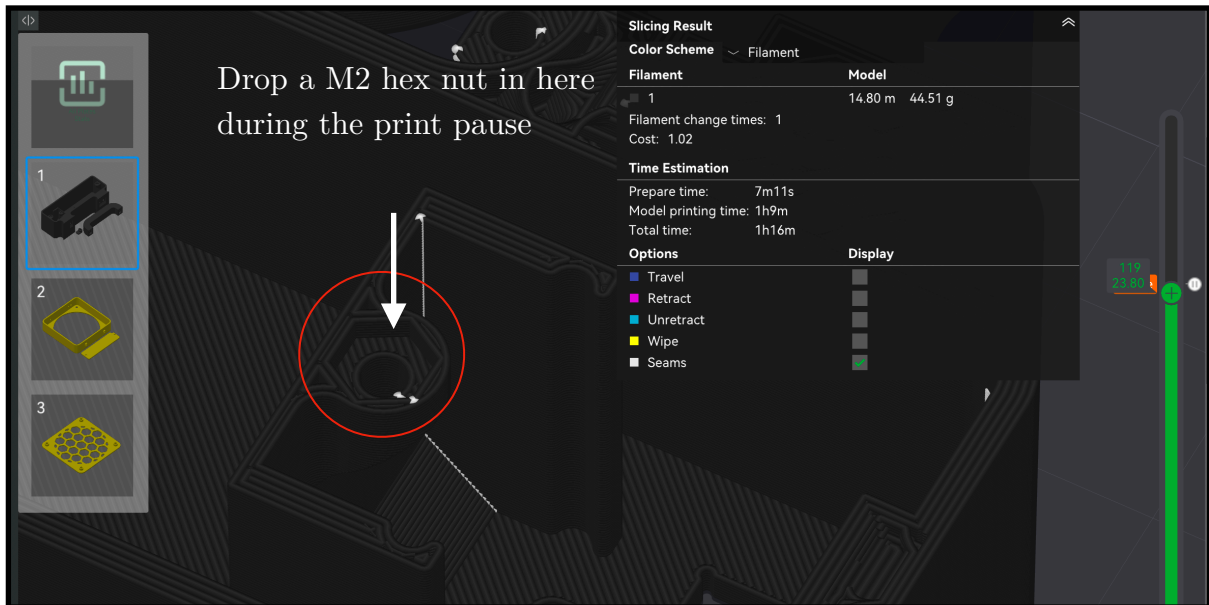 Drop a M2 hex nut in here
during the print pause
1
2
3
Slicing Result
Color Scheme Filament
Filament Model
1 14.80 m 44.51 g
Filament change times: 1
Cost: 1.02
Time Estimation
Prepare time: 7m11s
Model printing time: 1h9m
Total time: 1h16m
Options Display
Travel
Retract
Unretract
Wipe
Seams
119
23.80